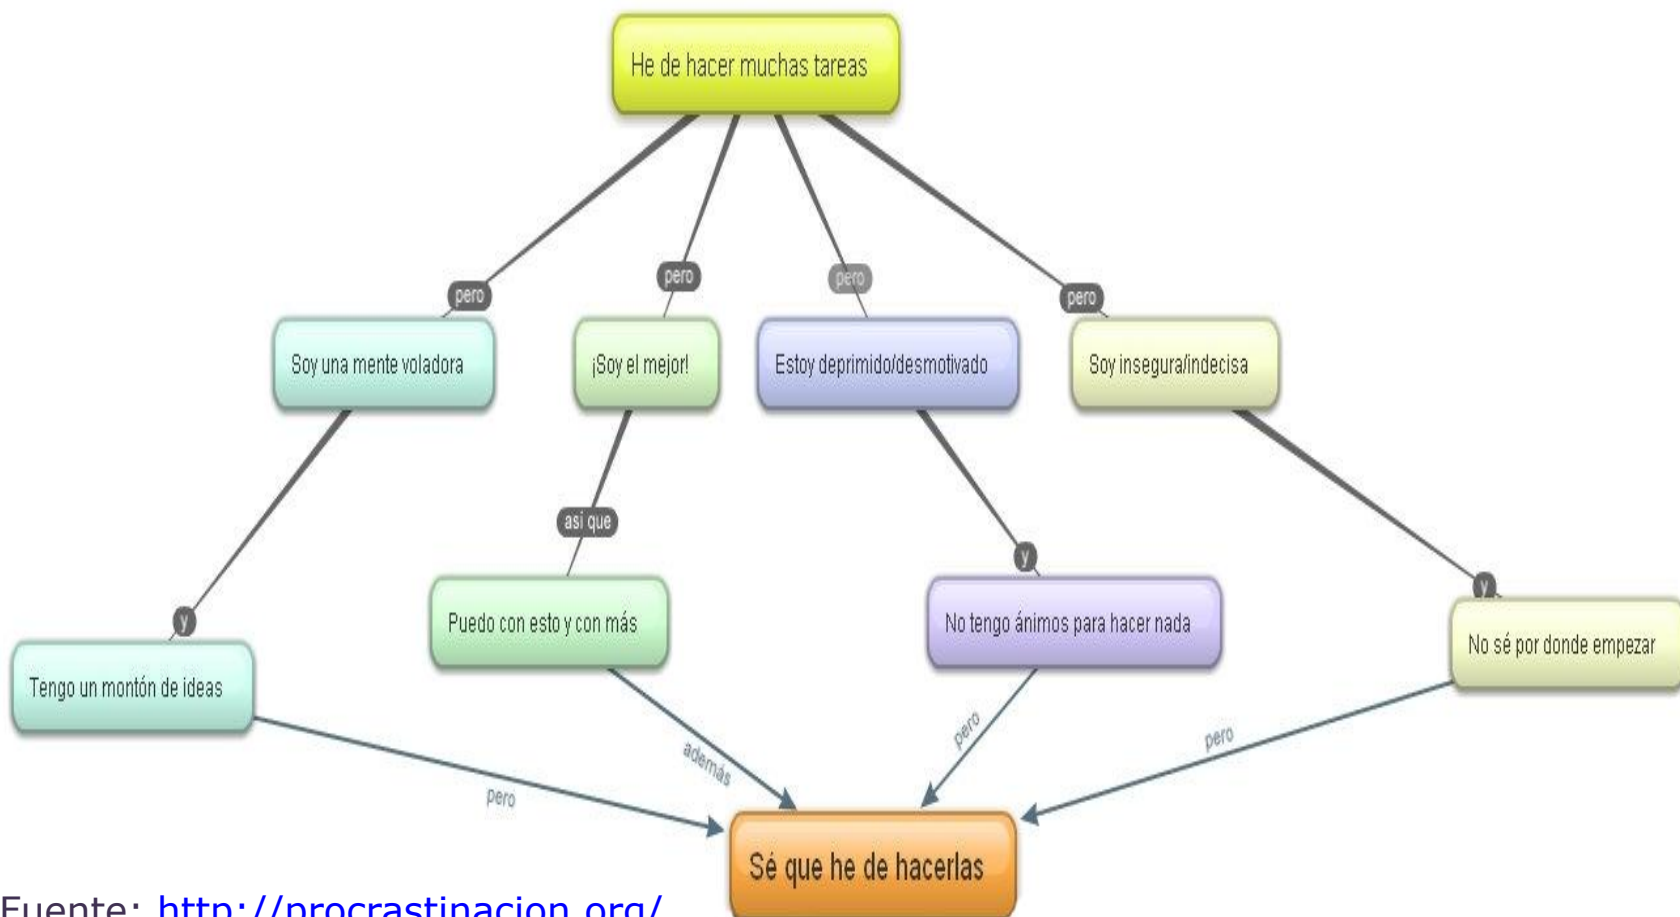 He de hacer muchas tareas
pero
pero
pero
pero
Soy una mente voladora
¡Soy el mejor!
Estoy deprimido/desmotivado
Soy insegura/indecisa
asi que
y
y
y
Puedo con esto y con más
No tengo ánimos para hacer nada
No sé por donde empezar
Tengo un montón de ideas
pero
además
pero
pero
Sé que he de hacerlas
Fuente: http://procrastinacion.org/